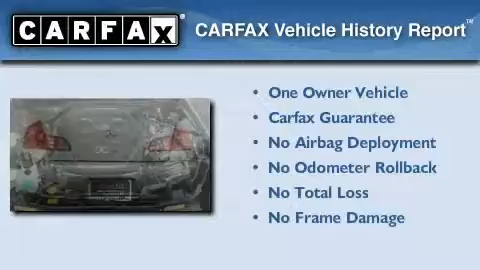 CARFAX®
CARFAX Vehicle History Report™
• One Owner Vehicle
• Carfax Guarantee
• No Airbag Deployment
• No Odometer Rollback
• No Total Loss
• No Frame Damage